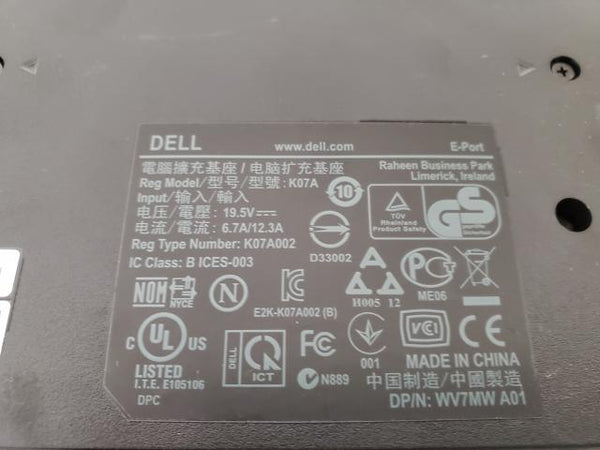 DELL www.dell.com E-Port
電腦擴充基座 / 电脑扩充基座 Raheen Business Park
Limerick, Ireland
Reg Model/型号/型號: K07A
10
Input/输入/輸入
电压/電壓: 19.5V
电流/電流: 6.7A/12.3A
TÜV
Rheinland
Product Safety
GS
geprüfte Sicherheit
Reg Type Number: K07A002
D33002
IC Class: B ICES-003
H005 12
ME06
NOM
NYCE
N
E2K-K07A002 (B)
C UL US
LISTED
I.T.E. E105106
DELL
ICT
FC
N889
001
VCI
CE
MADE IN CHINA
中国制造/中國製造
DPC
DP/N: WV7MW A01